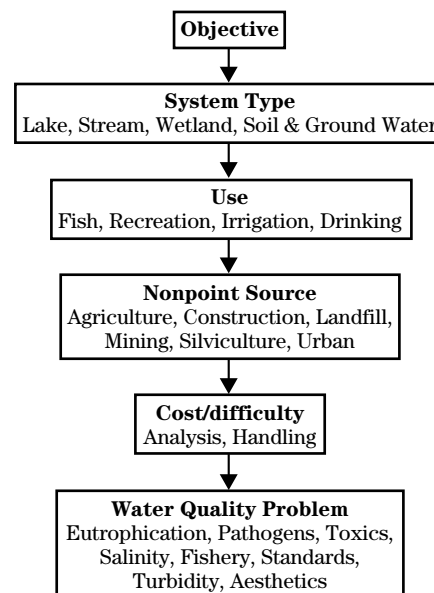 Objective
System Type
Lake, Stream, Wetland, Soil & Ground Water
Use
Fish, Recreation, Irrigation, Drinking
Nonpoint Source
Agriculture, Construction, Landfill,
Mining, Silviculture, Urban
Cost/difficulty
Analysis, Handling
Water Quality Problem
Eutrophication, Pathogens, Toxics,
Salinity, Fishery, Standards,
Turbidity, Aesthetics